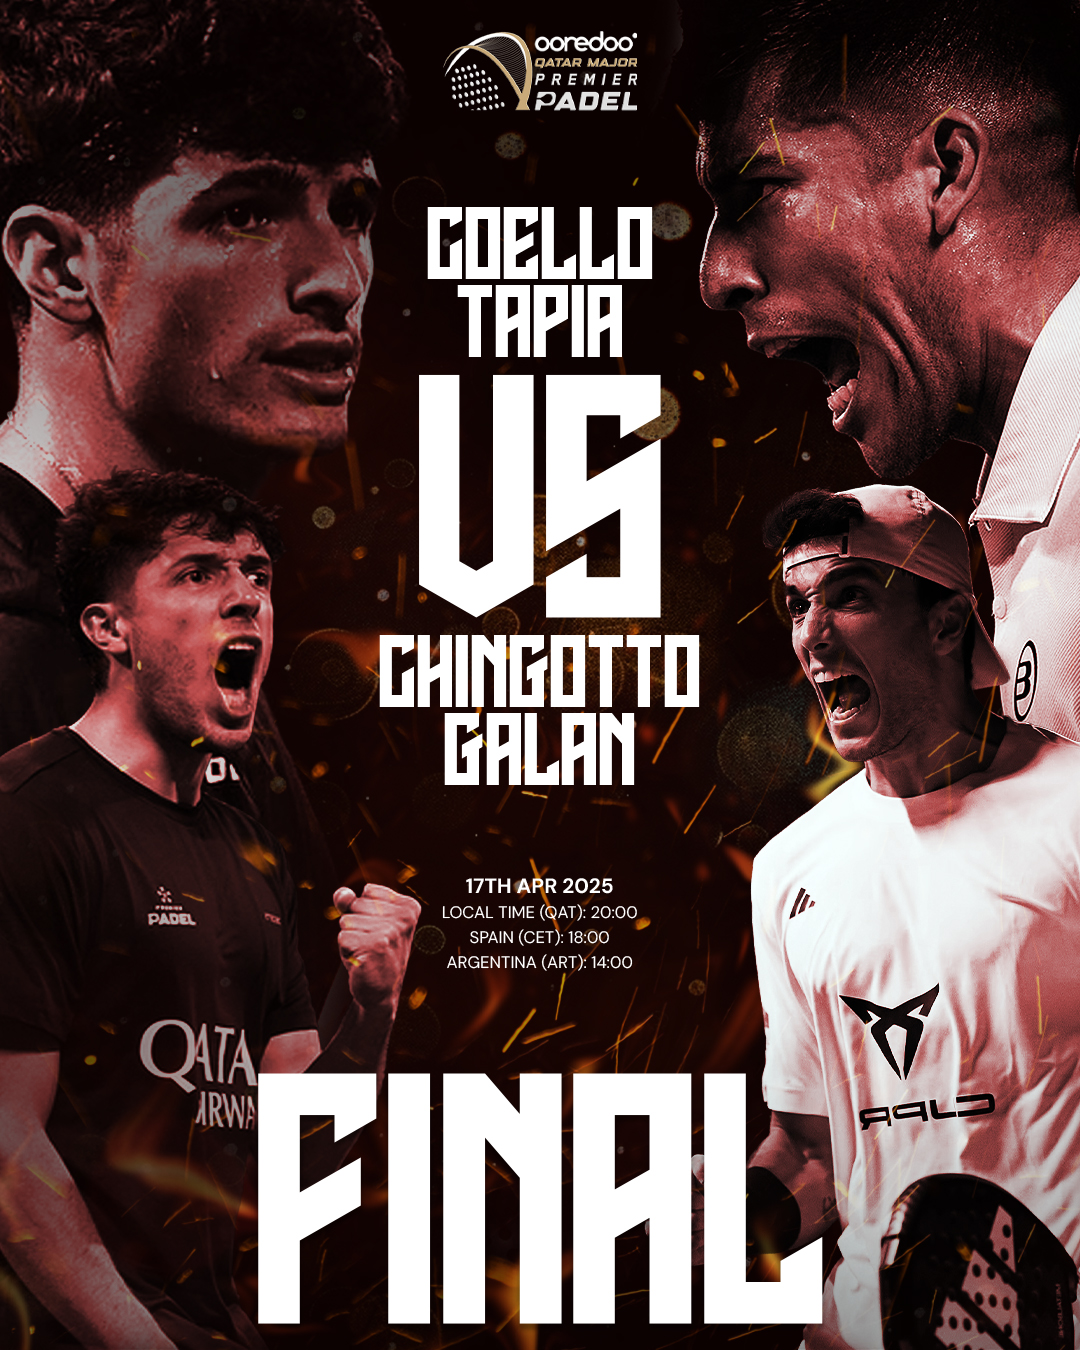 ooredoo
QATAR MAJOR
PREMIER
PADEL
COELLO
TAPIA
VS
CHINGOTTO
GALAN
B
17TH APR 2025
LOCAL TIME (QAT): 20:00
SPAIN (CET): 18:00
ARGENTINA (ART): 14:00
PREMIER
PADEL
QATA
IRWA
FINAL